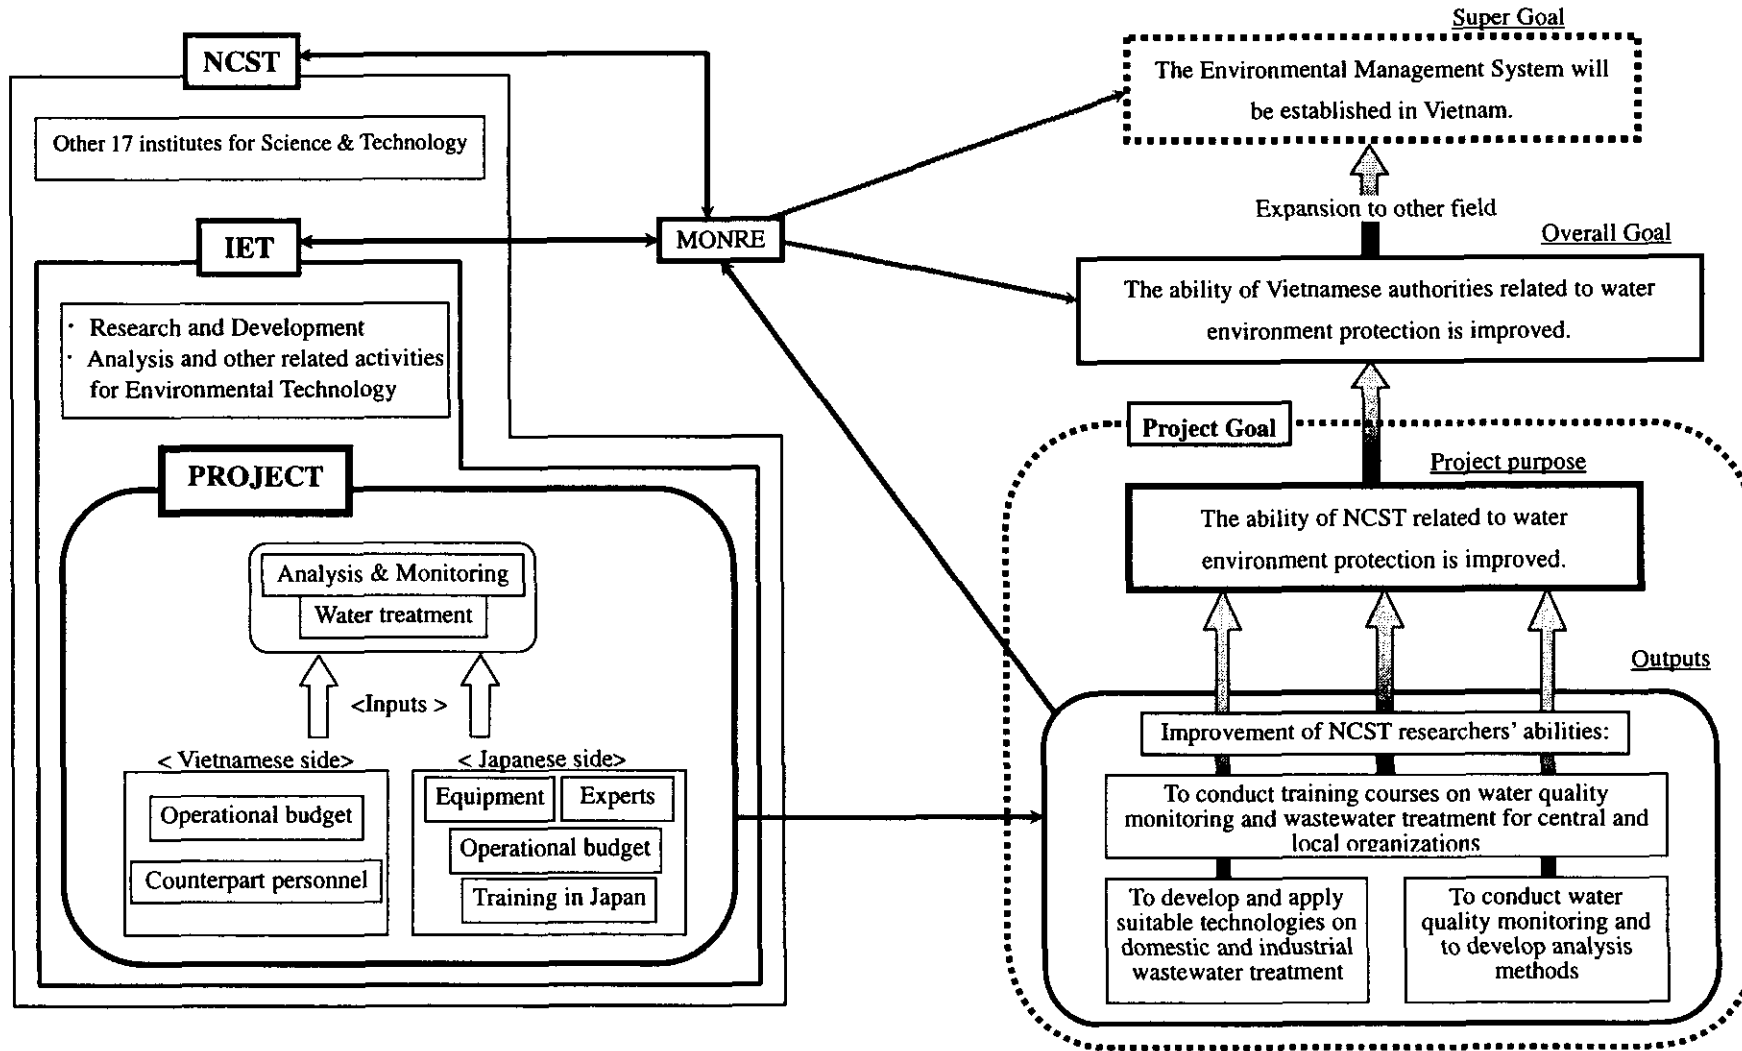 NCST
Other 17 institutes for Science & Technology
IET
・ Research and Development
・ Analysis and other related activities
for Environmental Technology
PROJECT
Analysis & Monitoring
Water treatment
<Inputs >
< Vietnamese side>
Operational budget
Counterpart personnel
< Japanese side>
Equipment
Experts
Operational budget
Training in Japan
MONRE
Super Goal
The Environmental Management System will
be established in Vietnam.
Expansion to other field
Overall Goal
The ability of Vietnamese authorities related to water
environment protection is improved.
Project Goal
Project purpose
The ability of NCST related to water
environment protection is improved.
Outputs
Improvement of NCST researchers' abilities:
To conduct training courses on water quality
monitoring and wastewater treatment for central and
local organizations
To develop and apply
suitable technologies on
domestic and industrial
wastewater treatment
To conduct water
quality monitoring and
to develop analysis
methods